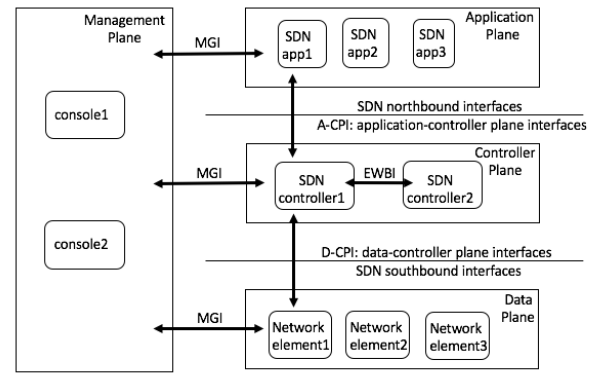 Management
Plane
console1
console2
MGI
Application
Plane
SDN
app1
SDN
app2
SDN
app3
SDN northbound interfaces
A-CPI: application-controller plane interfaces
MGI
Controller
Plane
SDN
controller1
EWBI
SDN
controller2
D-CPI: data-controller plane interfaces
SDN southbound interfaces
MGI
Data
Plane
Network
element1
Network
element2
Network
element3